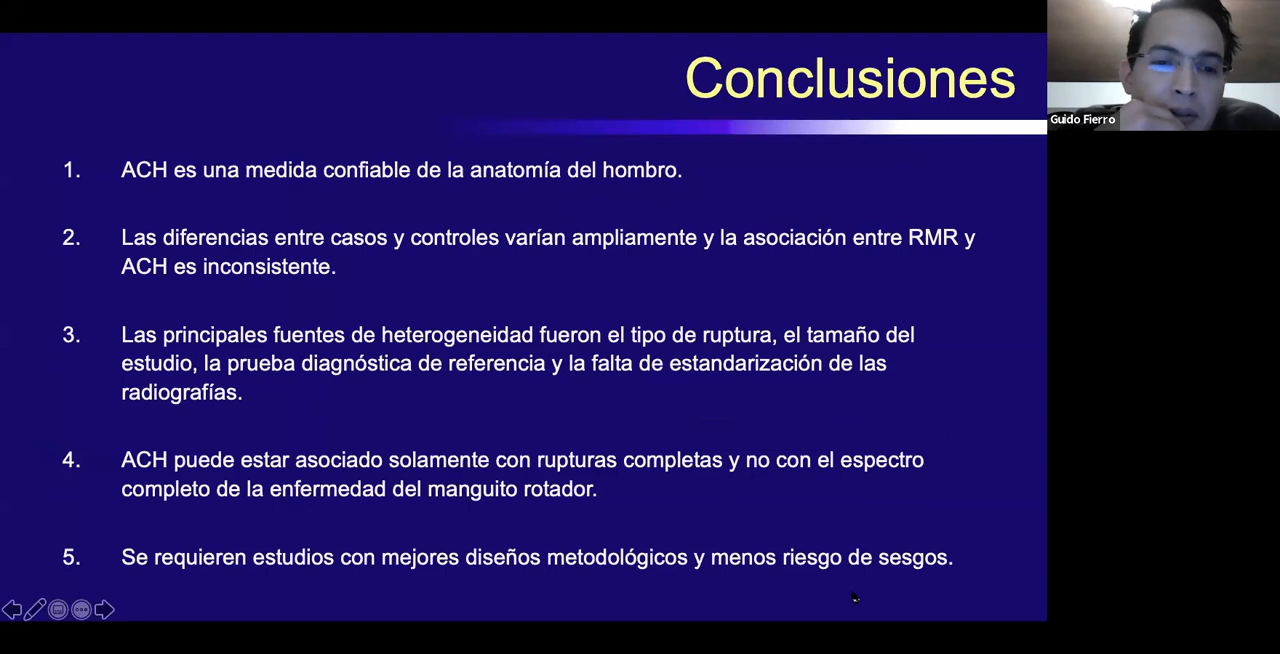 Conclusiones
Guido Fierro
1. ACH es una medida confiable de la anatomía del hombro.
2. Las diferencias entre casos y controles varían ampliamente y la asociación entre RMR y
ACH es inconsistente.
3. Las principales fuentes de heterogeneidad fueron el tipo de ruptura, el tamaño del
estudio, la prueba diagnóstica de referencia y la falta de estandarización de las
radiografías.
4. ACH puede estar asociado solamente con rupturas completas y no con el espectro
completo de la enfermedad del manguito rotador.
5. Se requieren estudios con mejores diseños metodológicos y menos riesgo de sesgos.